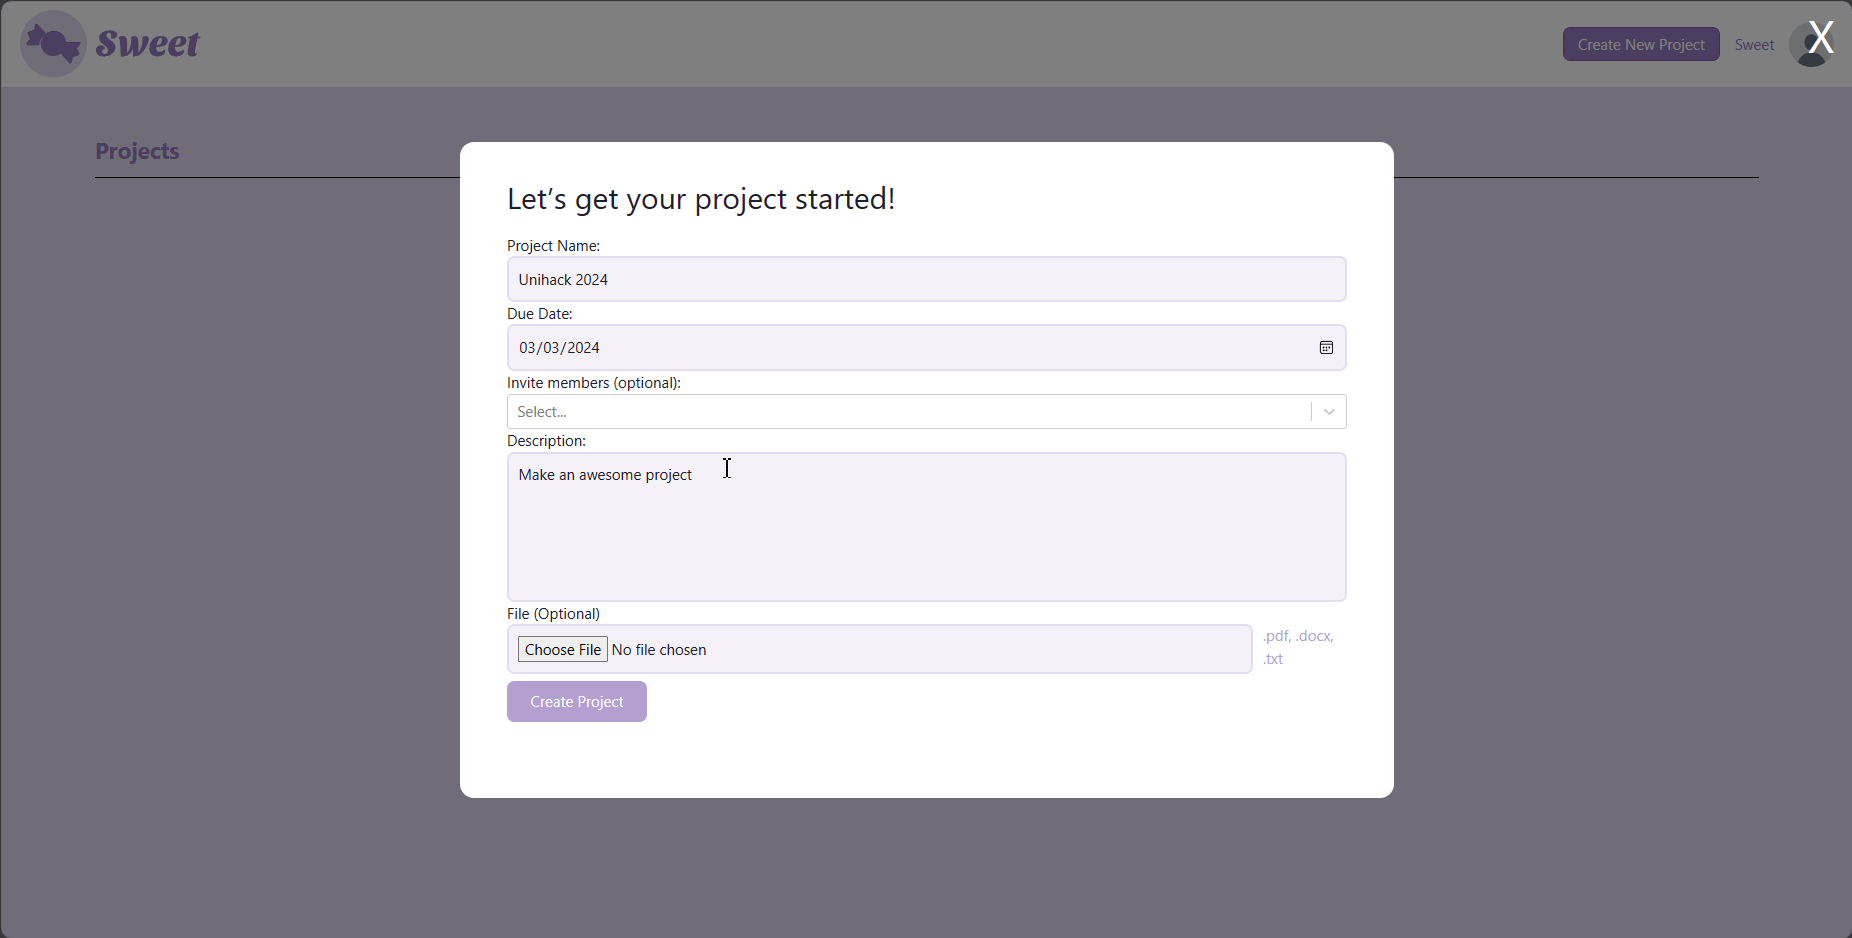 Sweet
Create New Project
Sweet
X
Projects
Let’s get your project started!
Project Name:
Unihack 2024
Due Date:
03/03/2024
Invite members (optional):
Select...
Description:
Make an awesome project
File (Optional)
Choose File No file chosen
.pdf, .docx,
.txt
Create Project